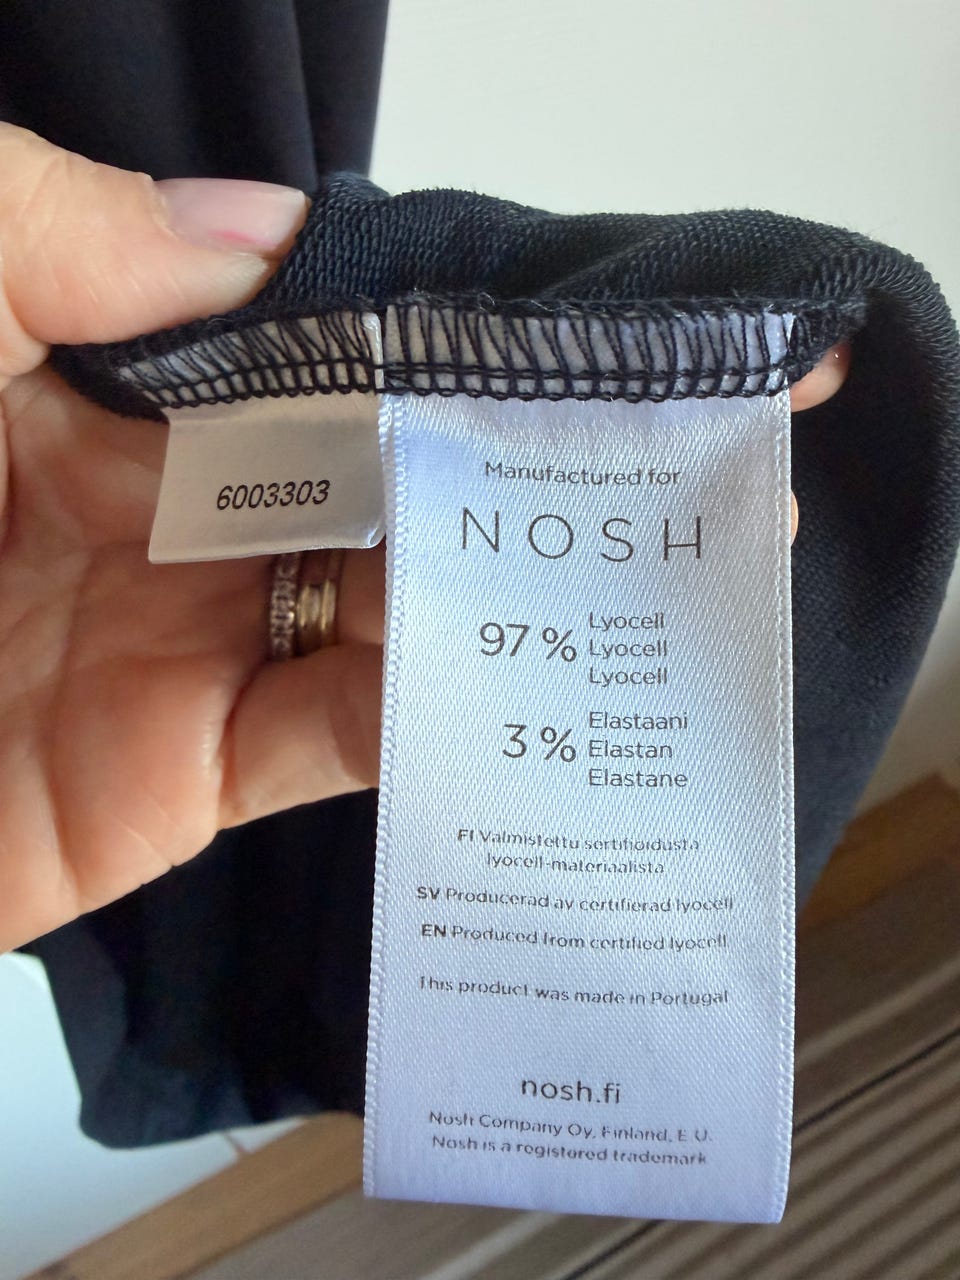 6003303
Manufactured for
NOSH
97 % Lyocell
Lyocell
Lyocell
3 % Elastaani
Elastan
Elastane
FI Valmistettu sertifioidusta
lyocell-materiaalista
SV Producerad av certifierad lyocell
EN Produced from certified lyocell
This product was made in Portugal
nosh.fi
Nosh Company Oy, Finland, E.U.
Nosh is a registered trademark